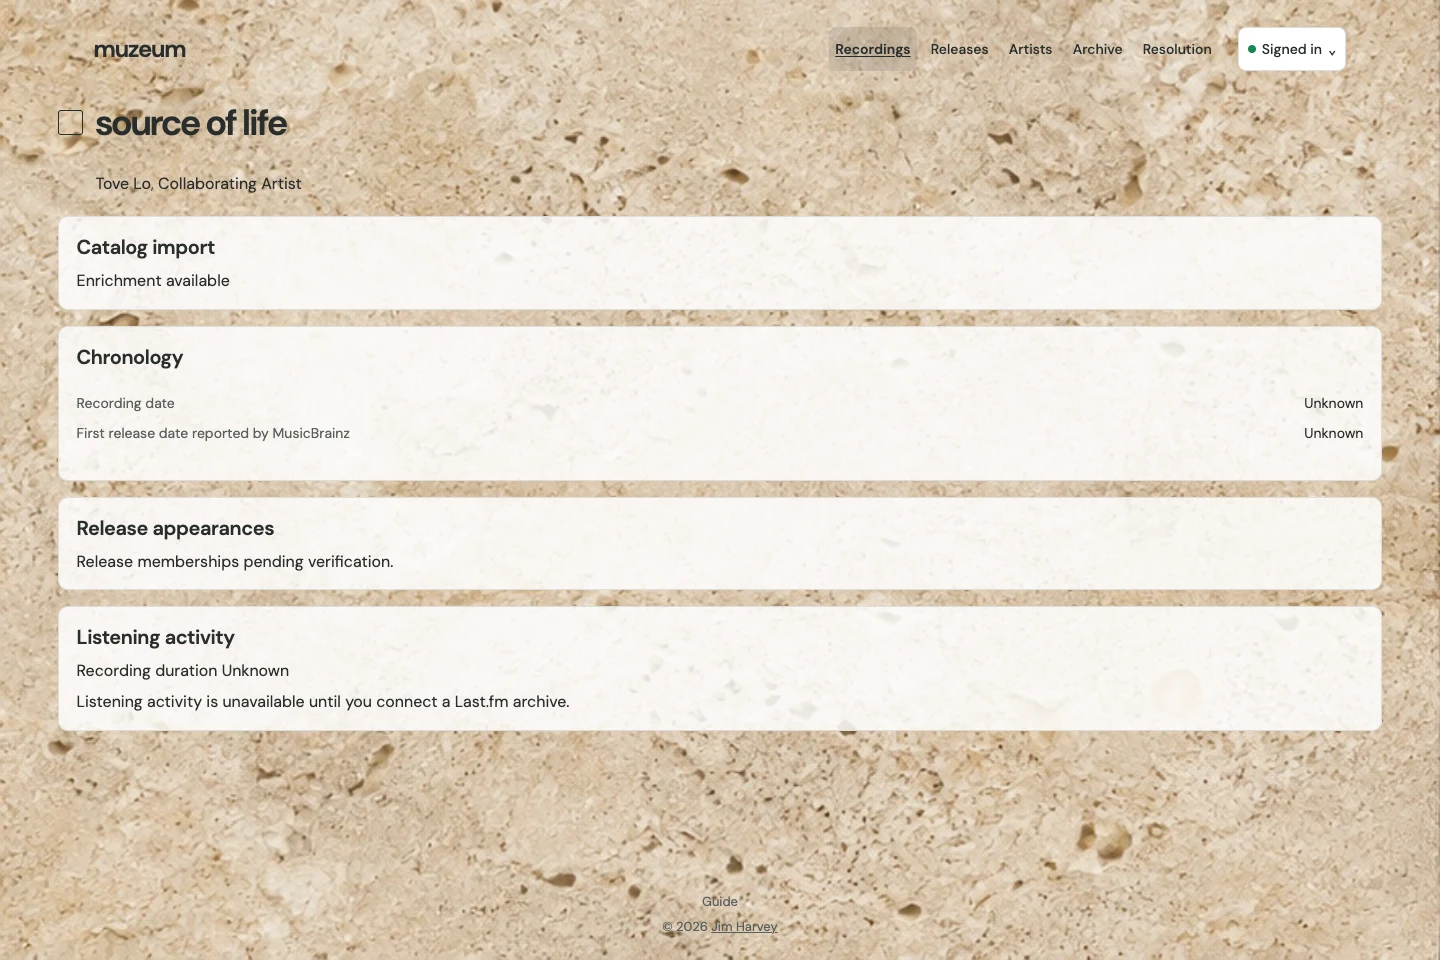 muzeum
Recordings Releases Artists Archive Resolution Signed in
source of life
Tove Lo, Collaborating Artist
Catalog import
Enrichment available
Chronology
Recording date Unknown
First release date reported by MusicBrainz Unknown
Release appearances
Release memberships pending verification.
Listening activity
Recording duration Unknown
Listening activity is unavailable until you connect a Last.fm archive.
Guide
© 2026 Jim Harvey